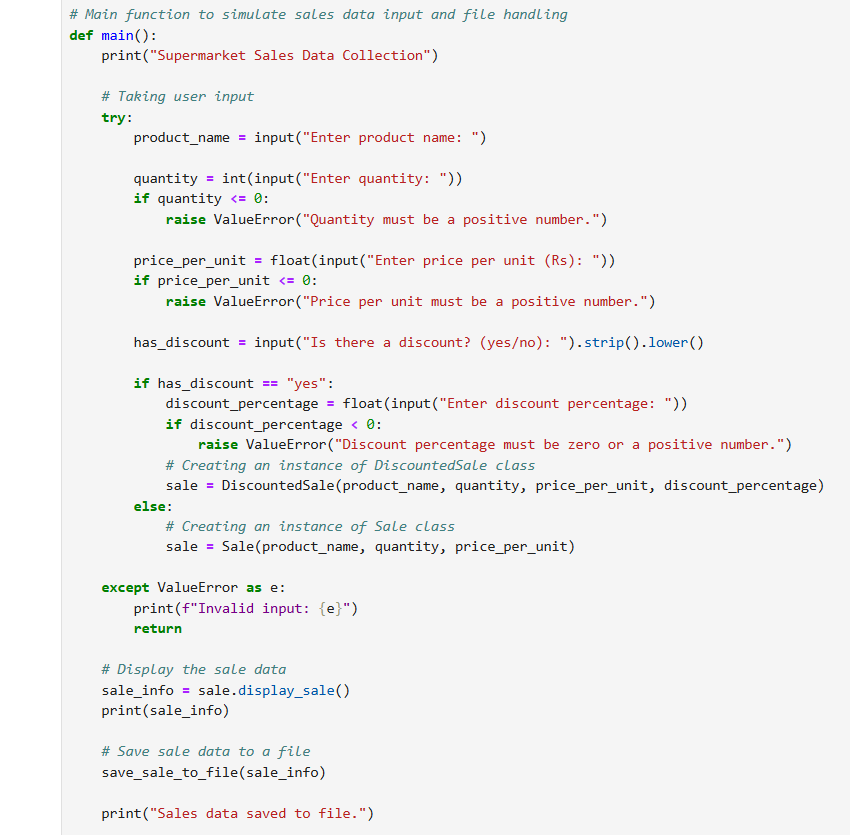 # Main function to simulate sales data input and file handling
def main():
    print("Supermarket Sales Data Collection")

    # Taking user input
    try:
        product_name = input("Enter product name: ")

        quantity = int(input("Enter quantity: "))
        if quantity <= 0:
            raise ValueError("Quantity must be a positive number.")

        price_per_unit = float(input("Enter price per unit (Rs): "))
        if price_per_unit <= 0:
            raise ValueError("Price per unit must be a positive number.")

        has_discount = input("Is there a discount? (yes/no): ").strip().lower()

        if has_discount == "yes":
            discount_percentage = float(input("Enter discount percentage: "))
            if discount_percentage < 0:
                raise ValueError("Discount percentage must be zero or a positive number.")
            # Creating an instance of DiscountedSale class
            sale = DiscountedSale(product_name, quantity, price_per_unit, discount_percentage)
        else:
            # Creating an instance of Sale class
            sale = Sale(product_name, quantity, price_per_unit)

    except ValueError as e:
        print(f"Invalid input: {e}")
        return

    # Display the sale data
    sale_info = sale.display_sale()
    print(sale_info)

    # Save sale data to a file
    save_sale_to_file(sale_info)

    print("Sales data saved to file.")